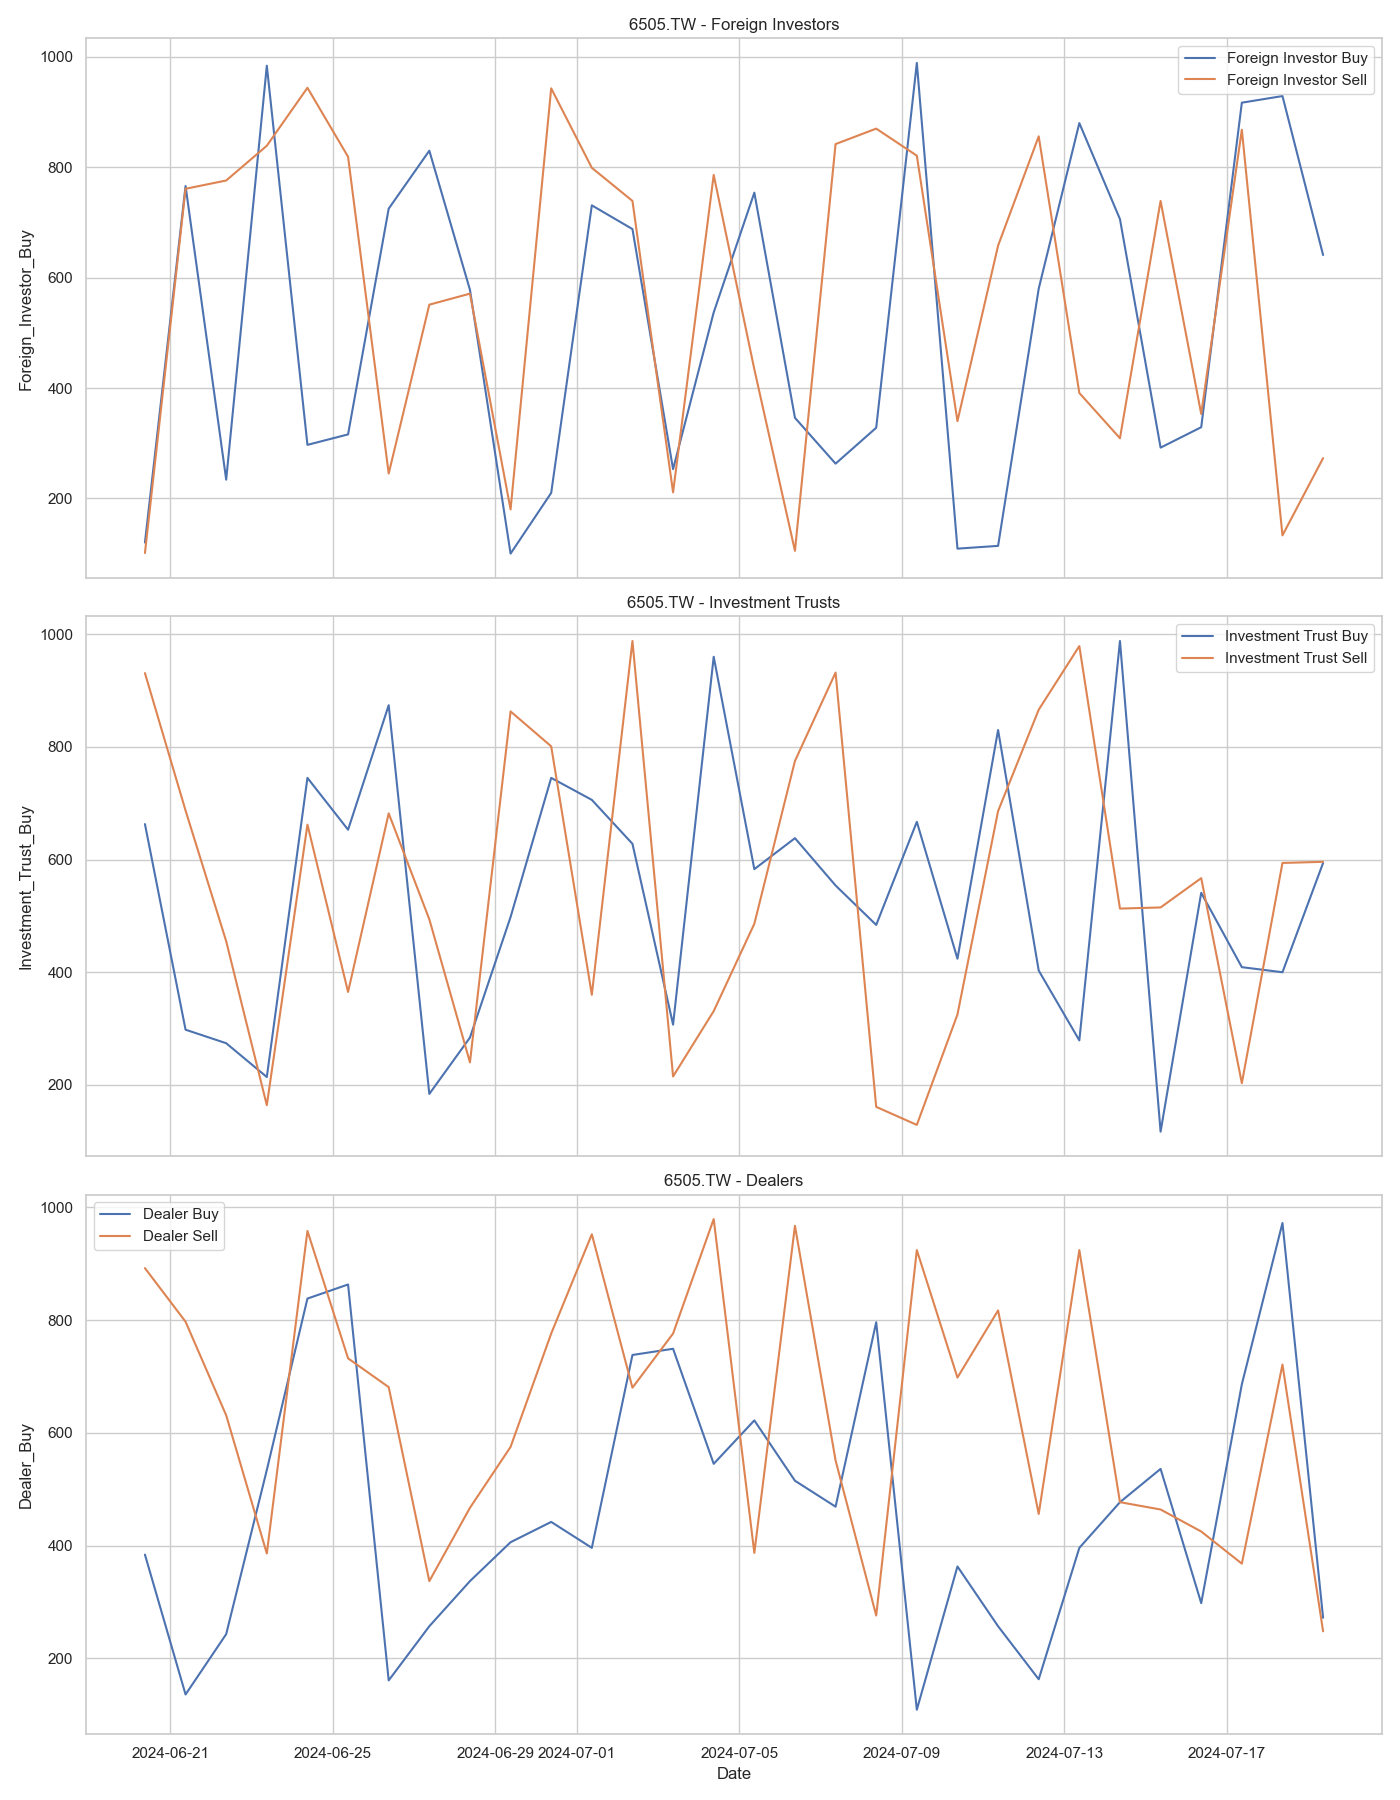 6505.TW - Foreign Investors
Foreign Investor Buy
Foreign Investor Sell
1000
800
600
400
200
Foreign_Investor_Buy
6505.TW - Investment Trusts
Investment Trust Buy
Investment Trust Sell
1000
800
600
400
200
Investment_Trust_Buy
6505.TW - Dealers
Dealer Buy
Dealer Sell
1000
800
600
400
200
Dealer_Buy
2024-06-21 2024-06-25 2024-06-29 2024-07-01 2024-07-05 2024-07-09 2024-07-13 2024-07-17
Date